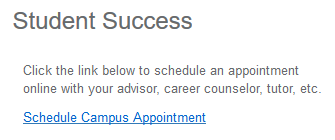 Student Success
Click the link below to schedule an appointment
online with your advisor, career counselor, tutor, etc.
Schedule Campus Appointment